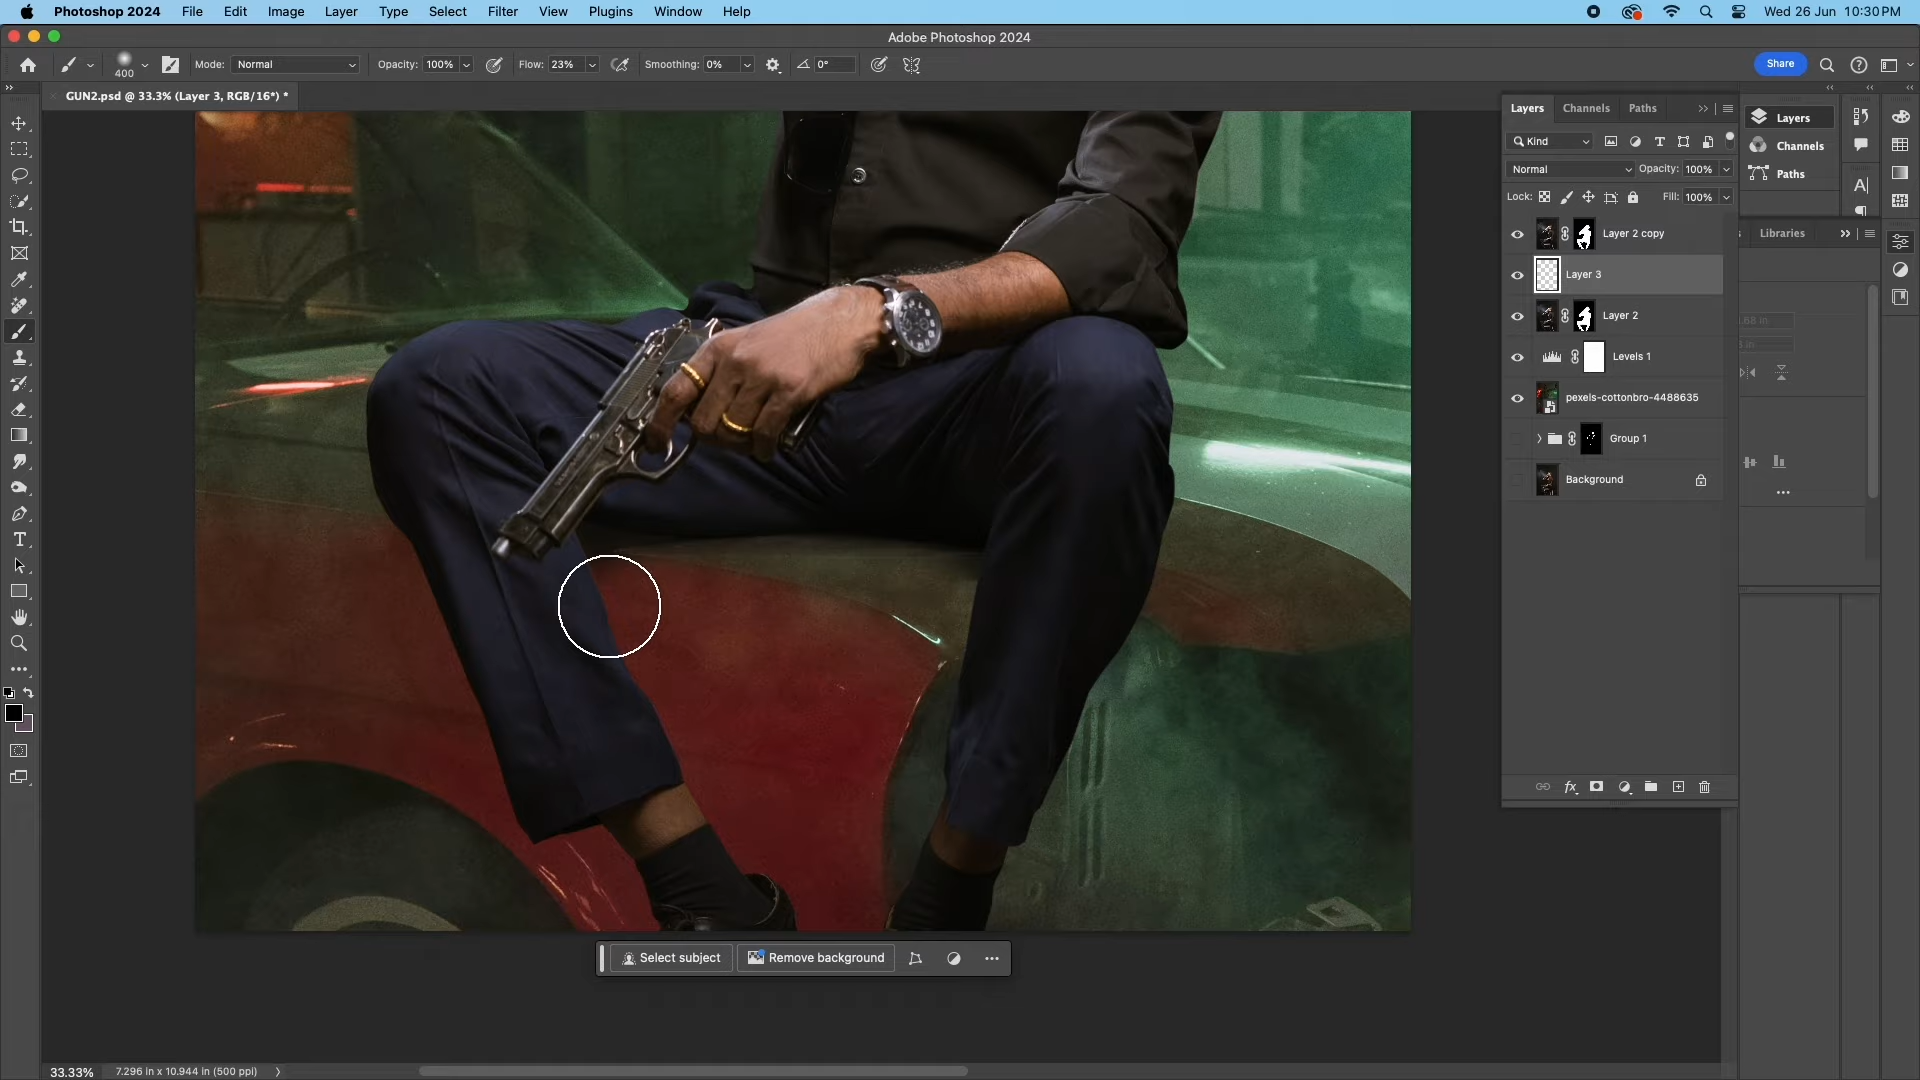 Photoshop 2024 File Edit Image Layer Type Select Filter View Plugins Window Help Wed 26 Jun 10:30 PM
Adobe Photoshop 2024
400 Mode: Normal Opacity: 100% Flow: 23% Smoothing: 0% 0° Share
GUN2.psd @ 33.3% (Layer 3, RGB/16*) *
Layers Channels Paths
Layers
Kind
Channels
Normal Opacity: 100%
Paths
Lock: Fill: 100%
Layer 2 copy
Libraries
Layer 3
Layer 2
Levels 1
pexels-cottonbro-4488635
Group 1
Background
Select subject Remove background
33.33% 7.296 in x 10.944 in (500 ppi)